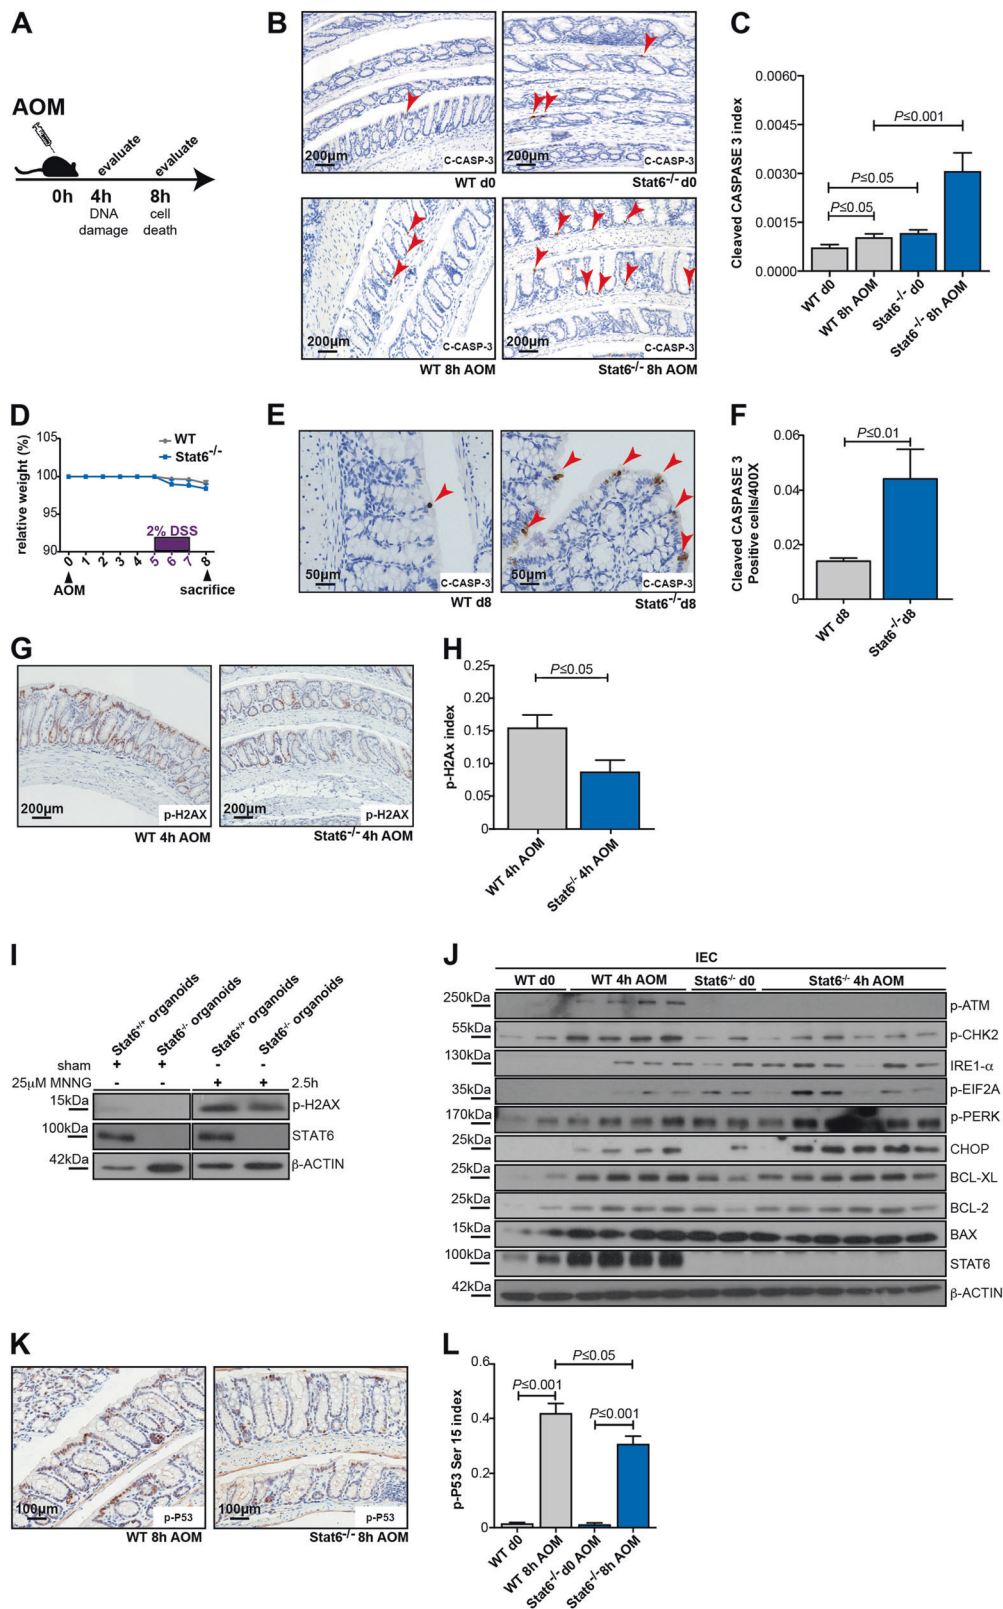 A
AOM
evaluate
evaluate
0h
4h
8h
DNA
damage
cell
death
B
200µm
C-CASP-3
WT d0
200µm
C-CASP-3
Stat6-/- d0
200µm
C-CASP-3
WT 8h AOM
200µm
C-CASP-3
Stat6-/- 8h AOM
C
Cleaved CASPASE 3 index
0.0060
0.0030
0.0015
0.0000
P≤0.001
P≤0.05
P≤0.05
WT d0
WT 8h AOM
Stat6-/- d0
Stat6-/- 8h AOM
D
relative weight (%)
105
100
95
90
WT
Stat6-/-
2% DSS
0 1 2 3 4 5 6 7 8
AOM
sacrifice
E
50µm
C-CASP-3
WT d8
50µm
C-CASP-3
Stat6-/- d8
F
Cleaved CASPASE 3
Positive cells/400X
0.06
0.04
0.02
0
P≤0.01
WT d8
Stat6-/- d8
G
200µm
p-H2AX
WT 4h AOM
200µm
p-H2AX
Stat6-/- 4h AOM
H
p-H2Ax index
0.25
0.20
0.15
0.10
0.05
0
P≤0.05
WT 4h AOM
Stat6-/- 4h AOM
I
Stat6+/+ organoids
Stat6-/- organoids
Stat6+/+ organoids
Stat6-/- organoids
sham + + - -
25µM MNNG - - + + 2.5h
15kDa p-H2AX
100kDa STAT6
42kDa β-ACTIN
J
IEC
WT d0 WT 4h AOM Stat6-/- d0 Stat6-/- 4h AOM
250kDa p-ATM
55kDa p-CHK2
130kDa IRE1-α
35kDa p-EIF2A
170kDa p-PERK
25kDa CHOP
25kDa BCL-XL
25kDa BCL-2
15kDa BAX
100kDa STAT6
42kDa β-ACTIN
K
100µm
p-P53
WT 8h AOM
100µm
p-P53
Stat6-/- 8h AOM
L
p-P53 Ser 15 index
0.6
0.4
0.2
0
P≤0.05
P≤0.001
P≤0.001
WT d0
WT 8h AOM
Stat6-/- d0 AOM
Stat6-/- 8h AOM